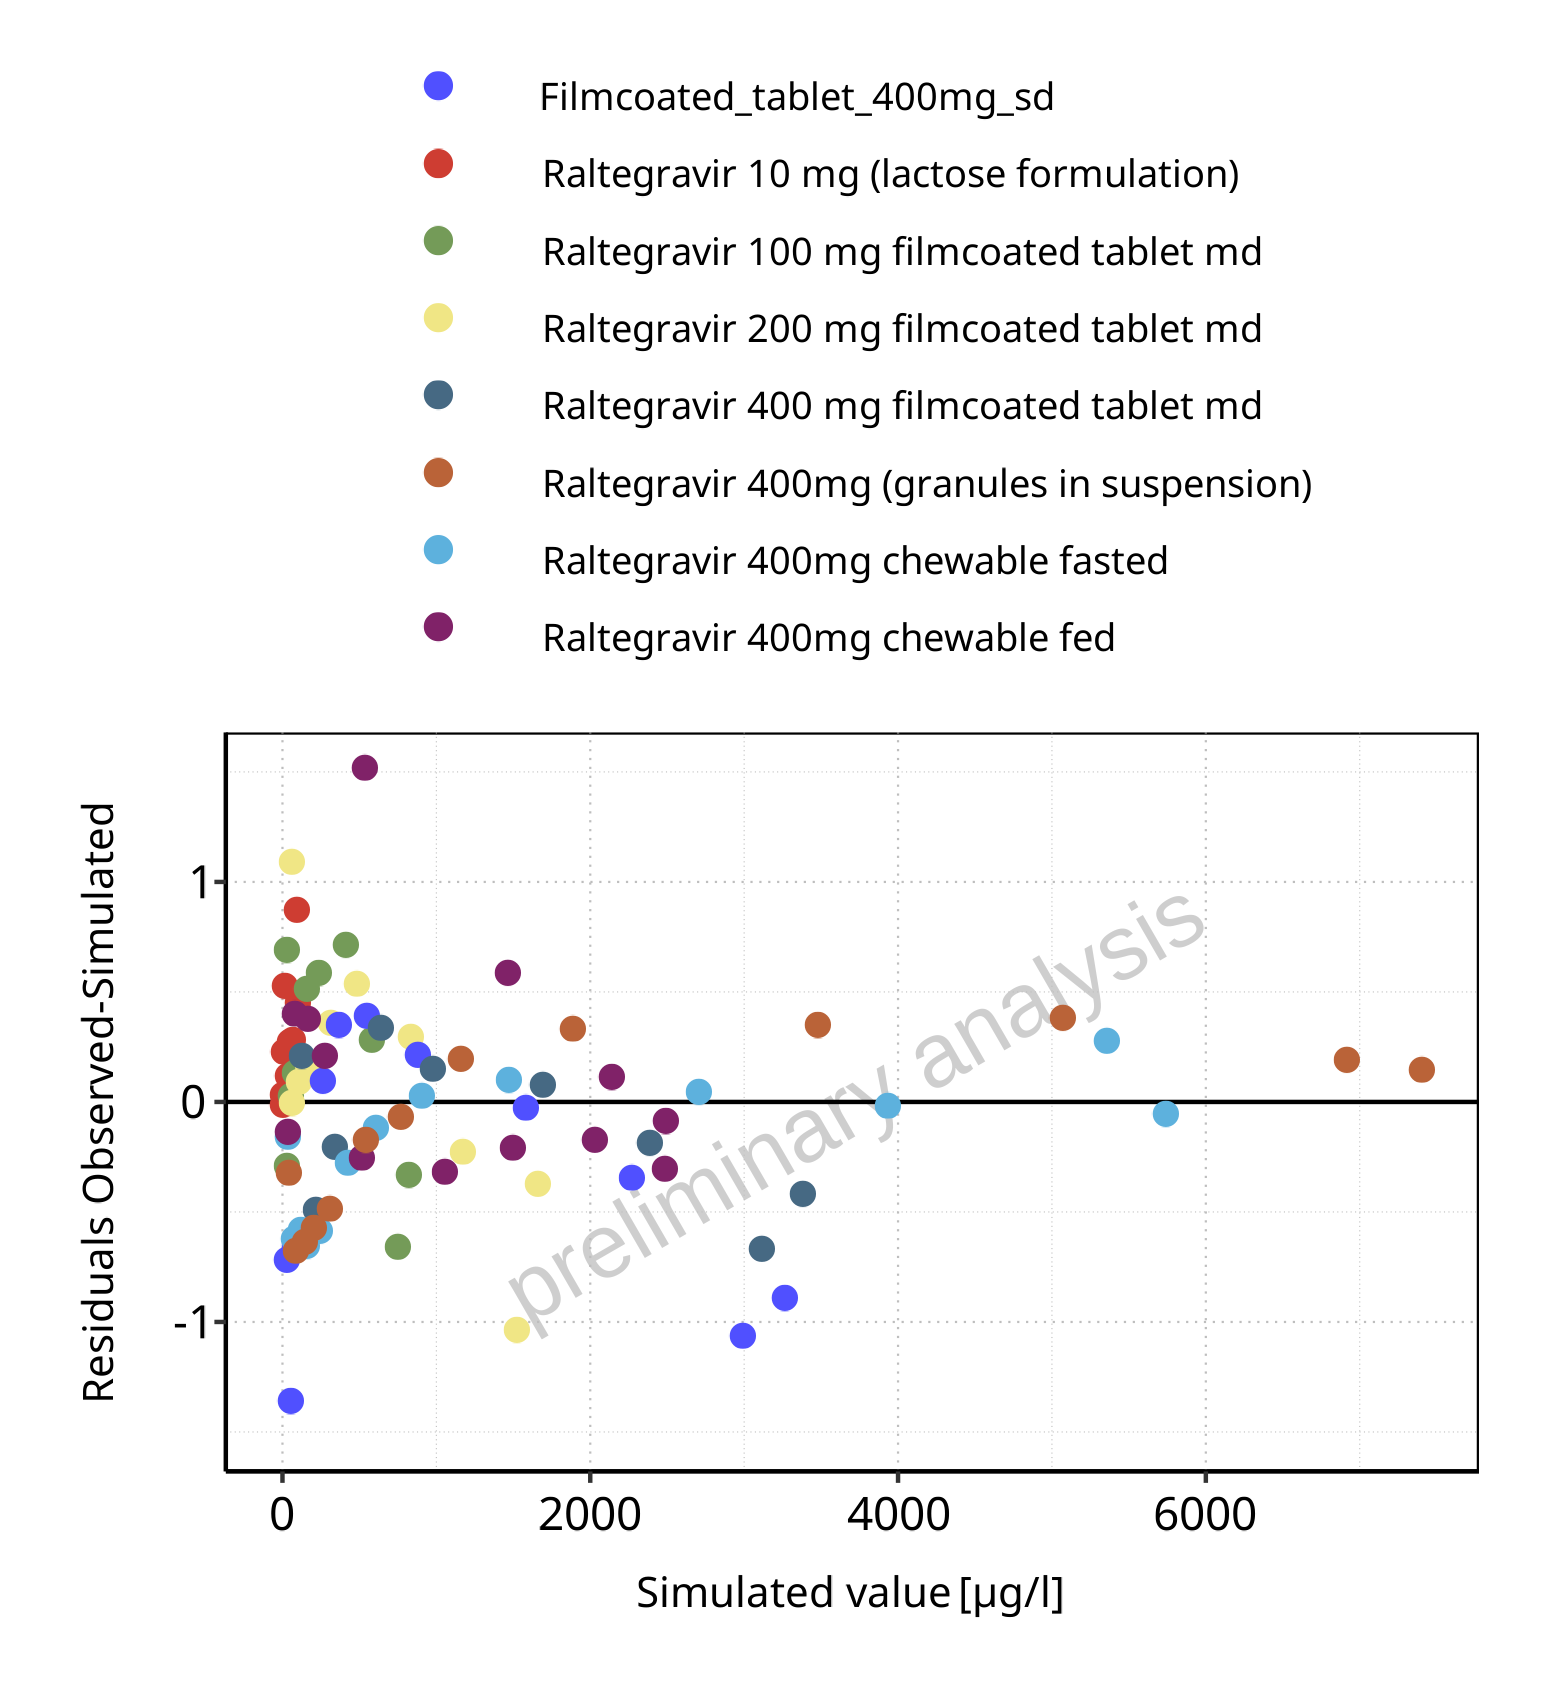 Filmcoated_tablet_400mg_sd
Raltegravir 10 mg (lactose formulation)
Raltegravir 100 mg filmcoated tablet md
Raltegravir 200 mg filmcoated tablet md
Raltegravir 400 mg filmcoated tablet md
Raltegravir 400mg (granules in suspension)
Raltegravir 400mg chewable fasted
Raltegravir 400mg chewable fed
Residuals Observed-Simulated
1
0
-1
preliminary analysis
0 2000 4000 6000
Simulated value [µg/l]